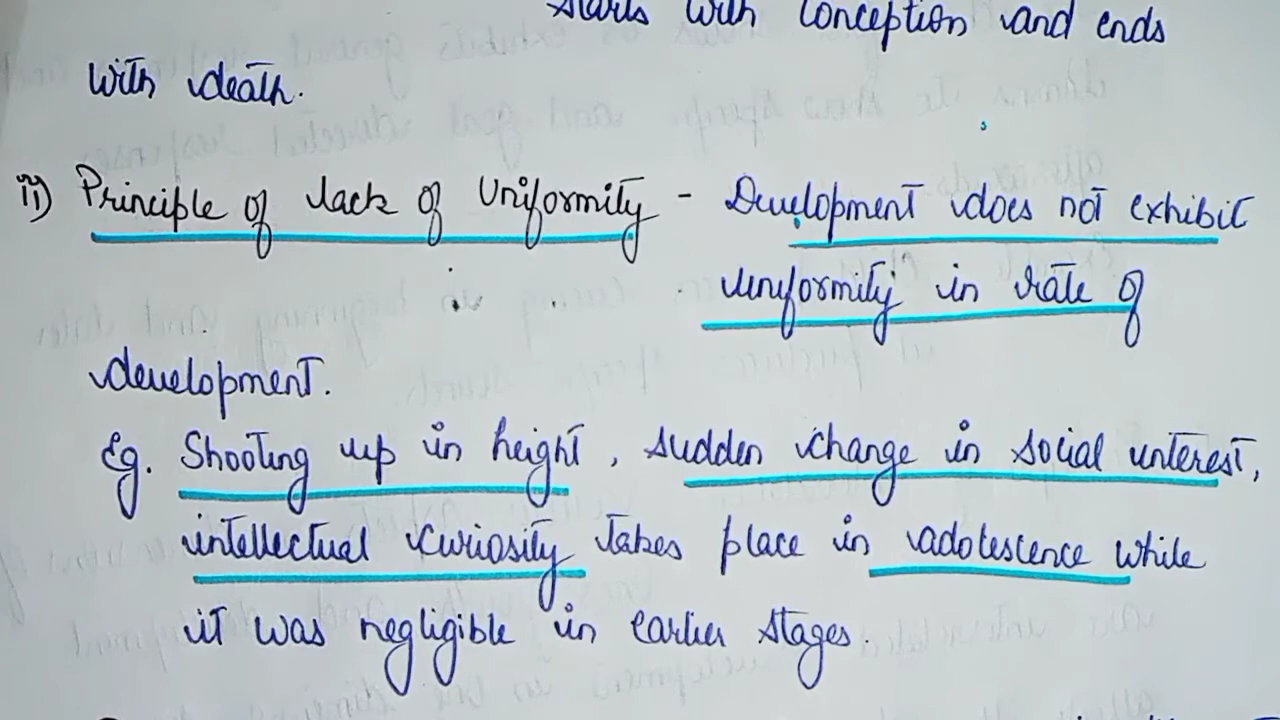 starts with conception and ends
with death.
ii) Principle of lack of Uniformity - Development does not exhibit
uniformity in rate of
development.
Eg. Shooting up in height, sudden change in social interest,
intellectual curiosity takes place in adolescence while
it was negligible in earlier stages.